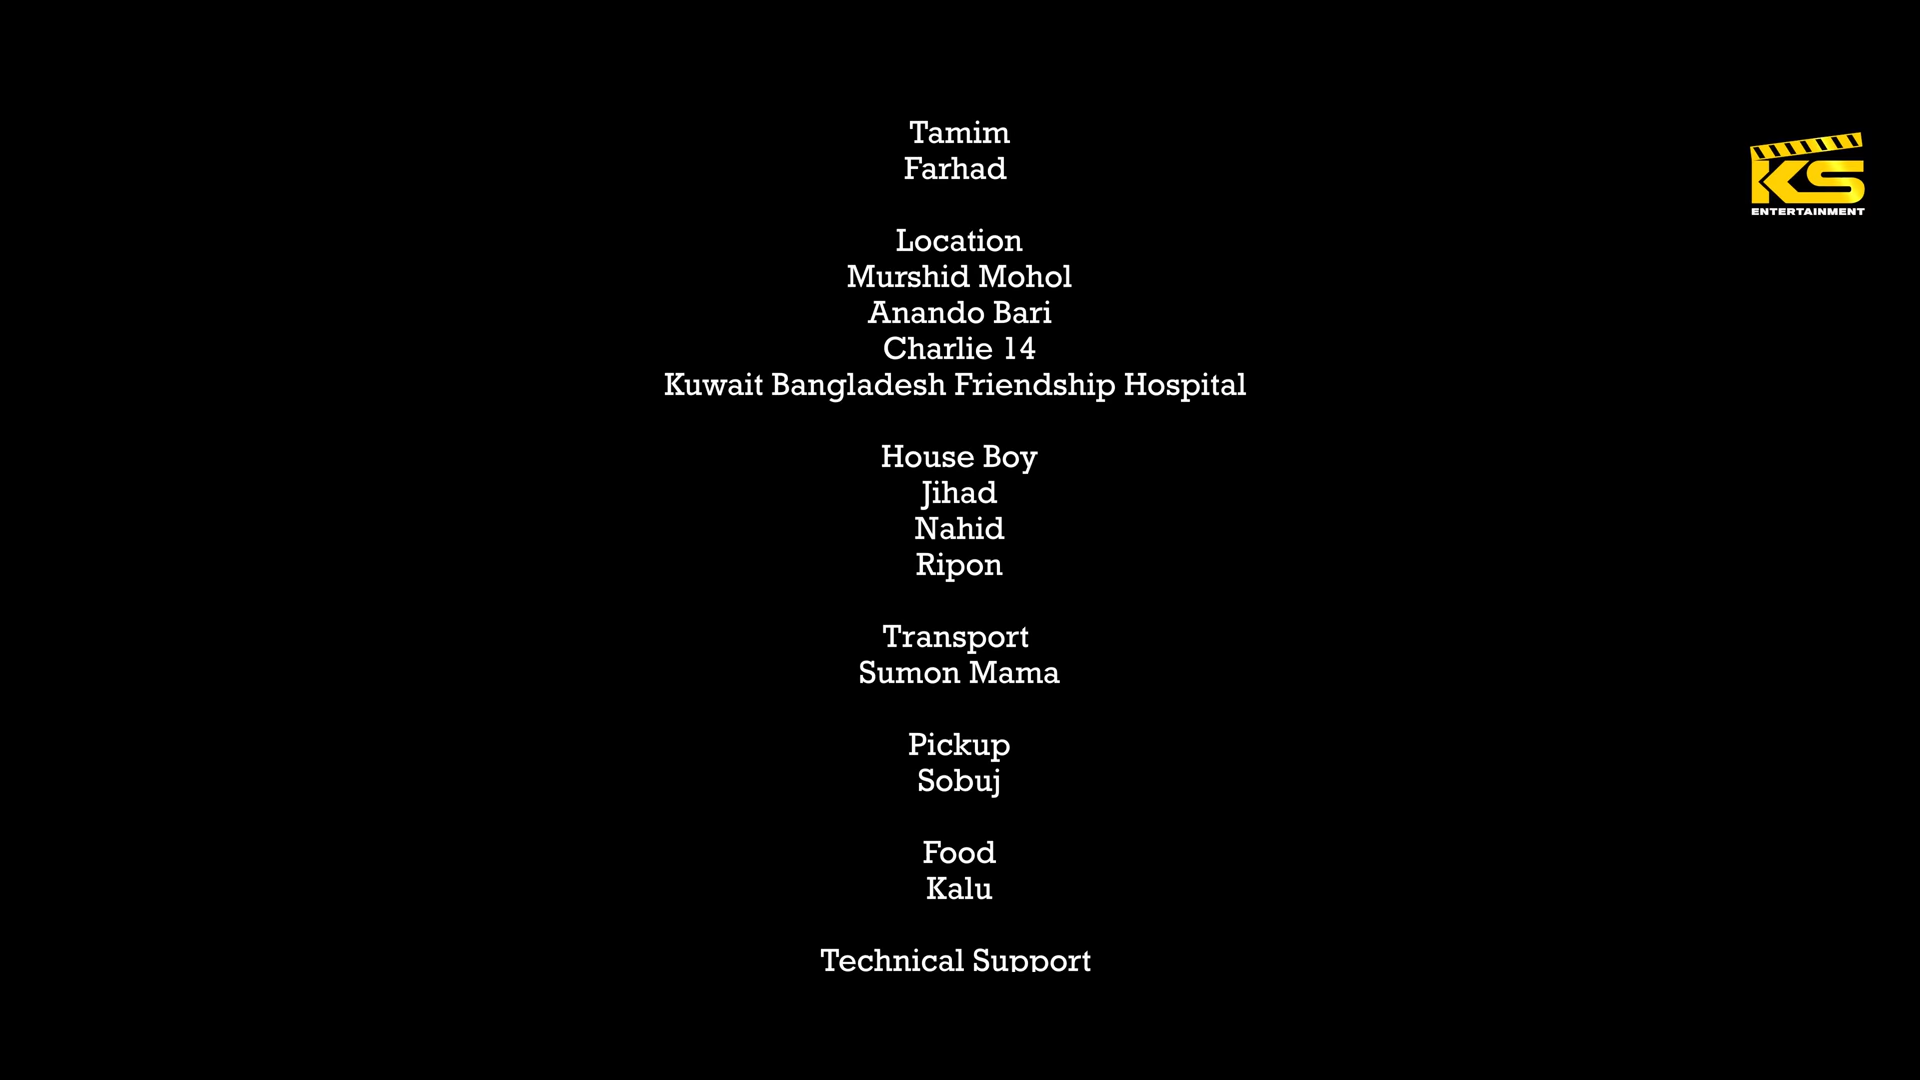 Tamim
Farhad
Location
Murshid Mohol
Anando Bari
Charlie 14
Kuwait Bangladesh Friendship Hospital
House Boy
Jihad
Nahid
Ripon
Transport
Sumon Mama
Pickup
Sobuj
Food
Kalu
Technical Support
KS
ENTERTAINMENT